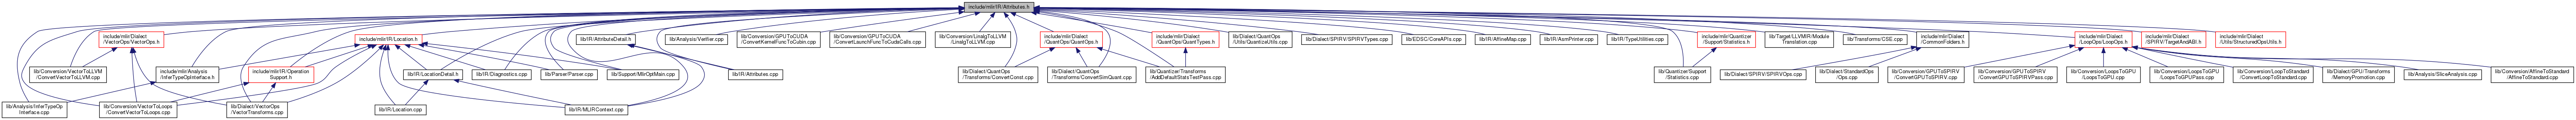 include/mlir/IR/Attributes.h
include/mlir/Dialect
/VectorOps/VectorOps.h
include/mlir/IR/Location.h
lib/IR/AttributeDetail.h
lib/Analysis/Verifier.cpp
lib/Conversion/GPUToCUDA
/ConvertKernelFuncToCubin.cpp
lib/Conversion/GPUToCUDA
/ConvertLaunchFuncToCudaCalls.cpp
lib/Conversion/LinalgToLLVM
/LinalgToLLVM.cpp
include/mlir/Dialect
/QuantOps/QuantOps.h
include/mlir/Dialect
/QuantOps/QuantTypes.h
lib/Dialect/QuantOps
/Utils/QuantizeUtils.cpp
lib/Dialect/SPIRV/SPIRVTypes.cpp
lib/EDSC/CoreAPIs.cpp
lib/IR/AffineMap.cpp
lib/IR/AsmPrinter.cpp
lib/IR/TypeUtilities.cpp
include/mlir/Quantizer
/Support/Statistics.h
lib/Target/LLVMIR/Module
Translation.cpp
lib/Transforms/CSE.cpp
include/mlir/Dialect
/CommonFolders.h
include/mlir/Dialect
/LoopOps/LoopOps.h
include/mlir/Dialect
/SPIRV/TargetAndABI.h
include/mlir/Dialect
/Utils/StructuredOpsUtils.h
lib/Conversion/VectorToLLVM
/ConvertVectorToLLVM.cpp
include/mlir/Analysis
/InferTypeOpInterface.h
include/mlir/IR/Operation
Support.h
lib/IR/LocationDetail.h
lib/IR/Diagnostics.cpp
lib/Parser/Parser.cpp
lib/Support/MlirOptMain.cpp
lib/IR/Attributes.cpp
lib/Dialect/QuantOps
/Transforms/ConvertConst.cpp
lib/Dialect/QuantOps
/Transforms/ConvertSimQuant.cpp
lib/Quantizer/Transforms
/AddDefaultStatsTestPass.cpp
lib/Quantizer/Support
/Statistics.cpp
lib/Dialect/SPIRV/SPIRVOps.cpp
lib/Dialect/StandardOps
/Ops.cpp
lib/Conversion/GPUToSPIRV
/ConvertGPUToSPIRV.cpp
lib/Conversion/GPUToSPIRV
/ConvertGPUToSPIRVPass.cpp
lib/Conversion/LoopsToGPU
/LoopsToGPU.cpp
lib/Conversion/LoopsToGPU
/LoopsToGPUPass.cpp
lib/Conversion/LoopToStandard
/ConvertLoopToStandard.cpp
lib/Dialect/GPU/Transforms
/MemoryPromotion.cpp
lib/Analysis/SliceAnalysis.cpp
lib/Conversion/AffineToStandard
/AffineToStandard.cpp
lib/Analysis/InferTypeOp
Interface.cpp
lib/Conversion/VectorToLoops
/ConvertVectorToLoops.cpp
lib/Dialect/VectorOps
/VectorTransforms.cpp
lib/IR/Location.cpp
lib/IR/MLIRContext.cpp